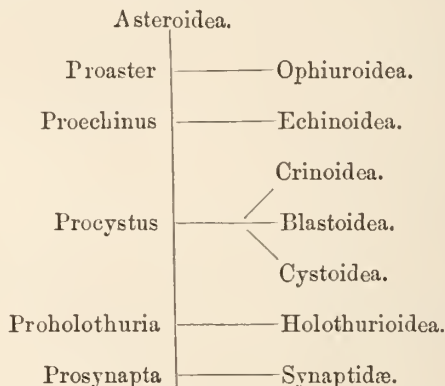 Asteroidea.
Proaster Ophiuroidea.
Proechinus Echinoidea.
Crinoidea.
Procystus Blastoidea.
Cystoidea.
Proholothuria Holothurioidea.
Prosynapta Synaptidæ.